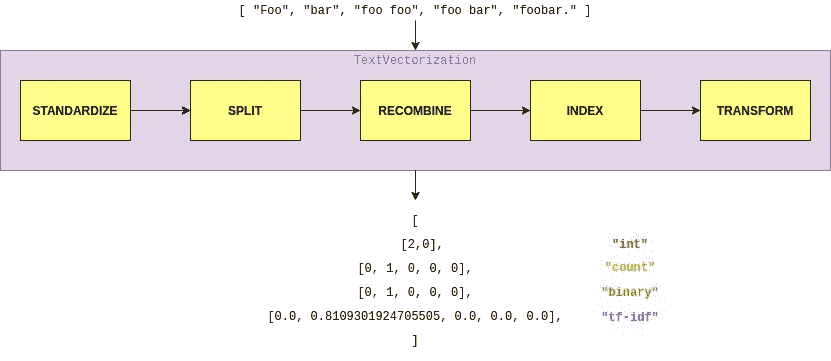 [ "Foo", "bar", "foo foo", "foo bar", "foobar." ]
TextVectorization
STANDARDIZE SPLIT RECOMBINE INDEX TRANSFORM
[
[2,0], "int"
[0, 1, 0, 0, 0], "count"
[0, 1, 0, 0, 0], "binary"
[0.0, 0.8109301924705505, 0.0, 0.0, 0.0], "tf-idf"
]